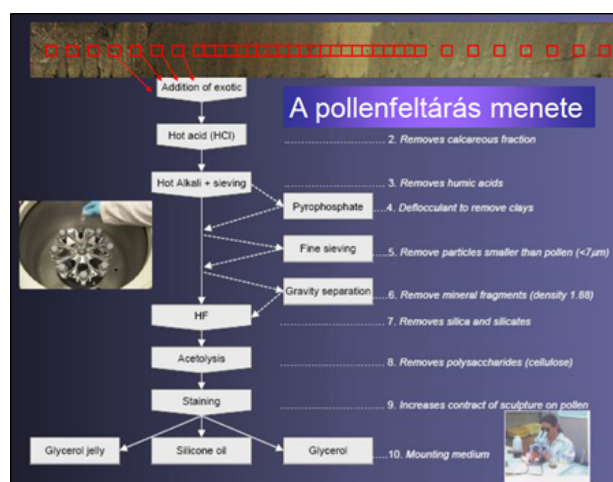 Addition of exotic
A pollenfeltárás menete
Hot acid (HCl)
2. Removes calcareous fraction
Hot Alkali + sieving
3. Removes humic acids
Pyrophosphate
4. Deflocculant to remove clays
Fine sieving
5. Remove particles smaller than pollen (<7µm)
Gravity separation
6. Remove mineral fragments (density 1.88)
HF
7. Removes silica and silicates
Acetolysis
8. Removes polysaccharides (cellulose)
Staining
9. Increases contract of sculpture on pollen
Glycerol jelly
Silicone oil
Glycerol
10. Mounting medium